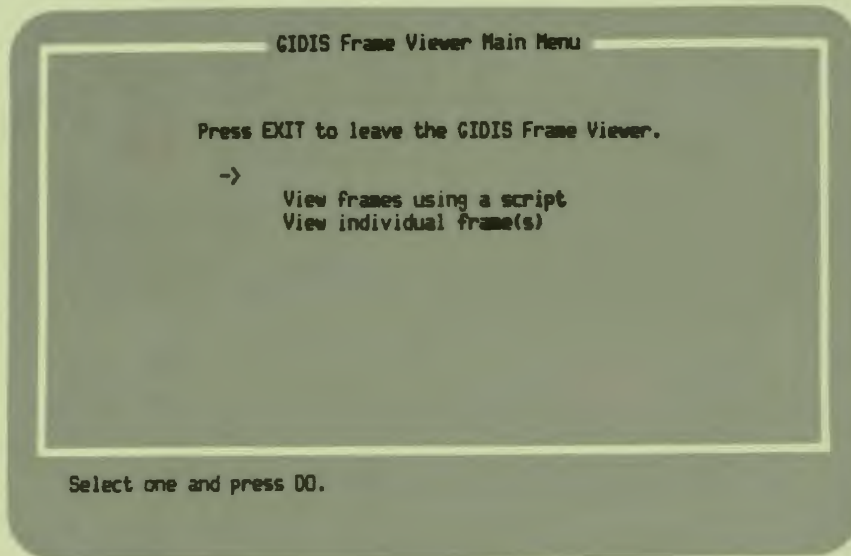 GIDIS Frame Viewer Main Menu
Press EXIT to leave the GIDIS Frame Viewer.
->
View frames using a script
View individual frame(s)
Select one and press DO.